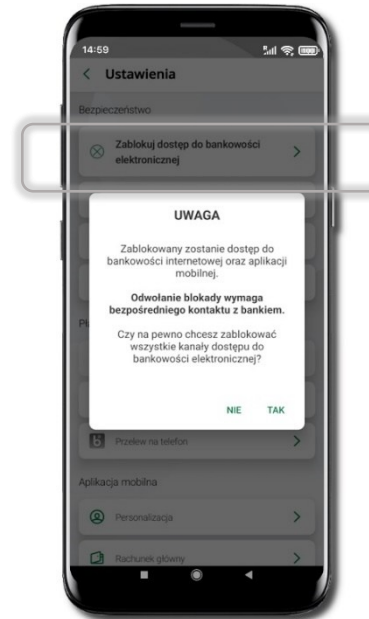 14:59
Ustawienia
Bezpieczeństwo
Zablokuj dostęp do bankowości
elektronicznej
UWAGA
Zablokowany zostanie dostęp do
bankowości internetowej oraz aplikacji
mobilnej.
Odwołanie blokady wymaga
bezpośredniego kontaktu z bankiem.
Czy na pewno chcesz zablokować
wszystkie kanały dostępu do
bankowości elektronicznej?
NIE TAK
Przelew na telefon
Aplikacja mobilna
Personalizacja
Rachunek główny